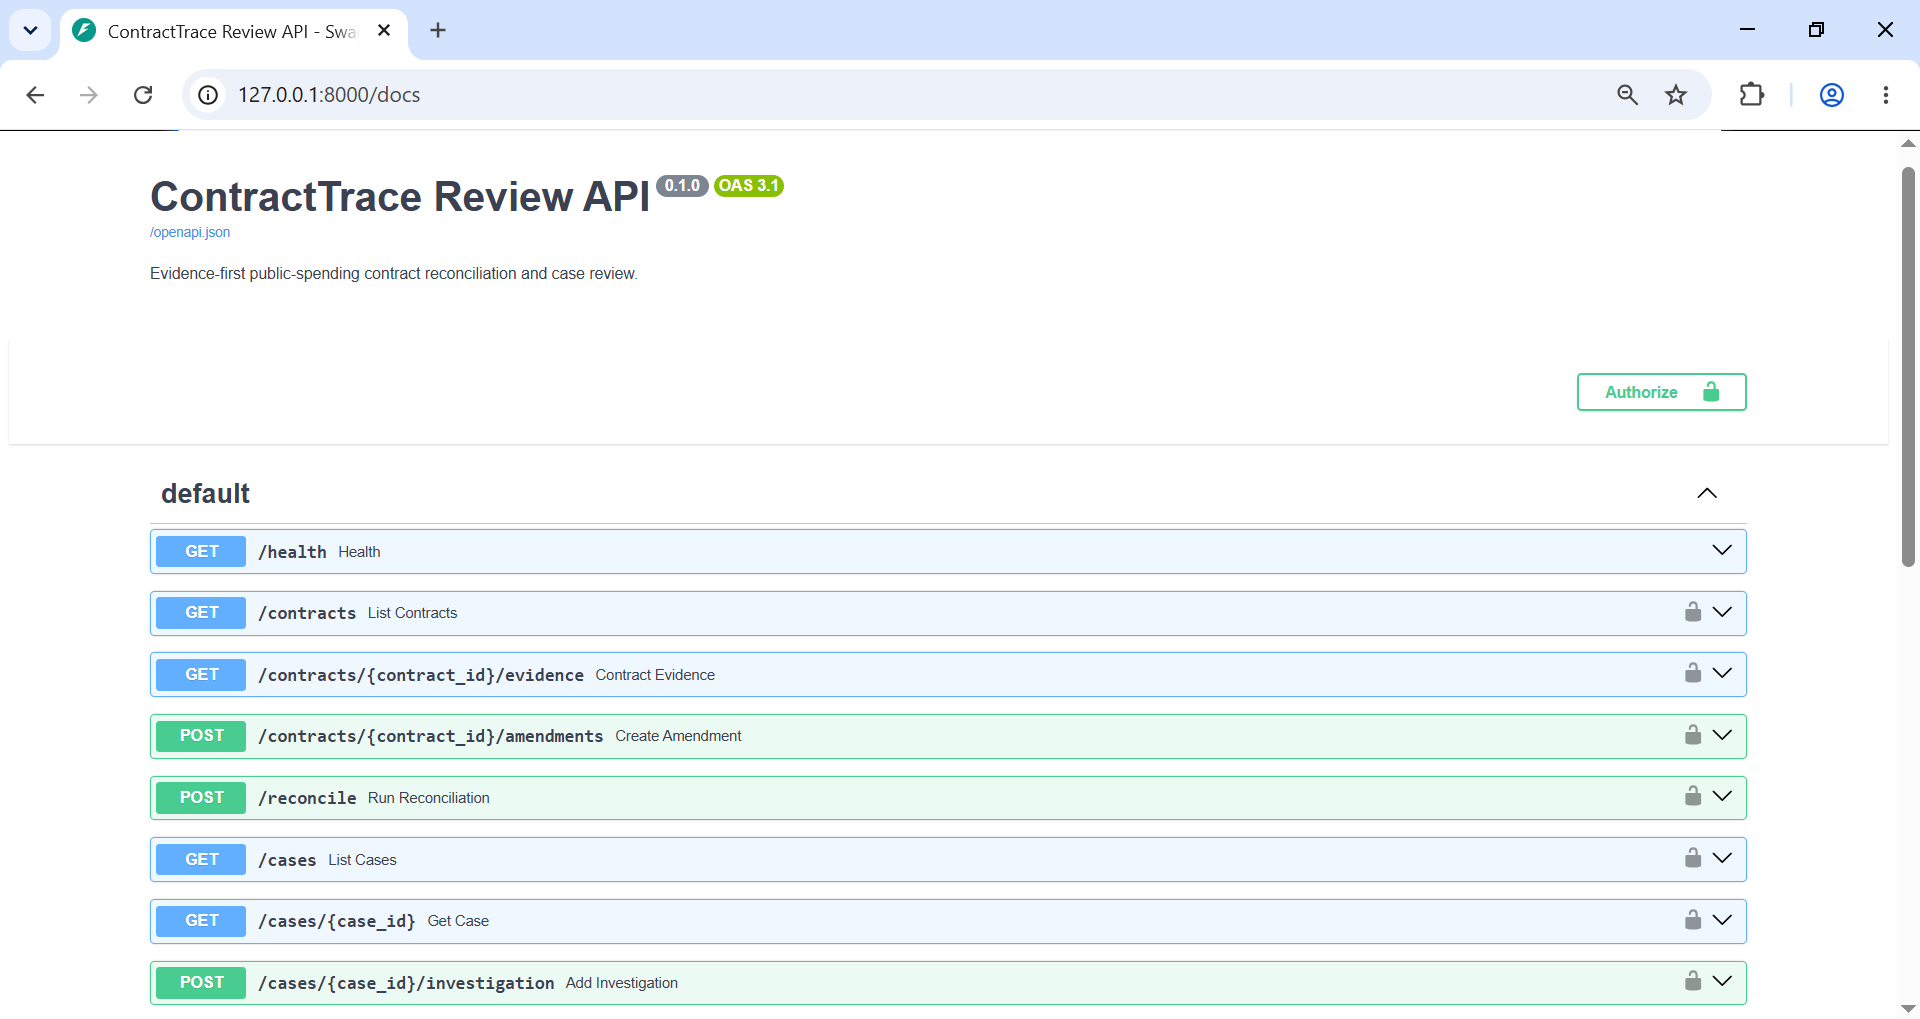 ContractTrace Review API - Swa
127.0.0.1:8000/docs
ContractTrace Review API 0.1.0 OAS 3.1
/openapi.json
Evidence-first public-spending contract reconciliation and case review.
Authorize
default
GET /health Health
GET /contracts List Contracts
GET /contracts/{contract_id}/evidence Contract Evidence
POST /contracts/{contract_id}/amendments Create Amendment
POST /reconcile Run Reconciliation
GET /cases List Cases
GET /cases/{case_id} Get Case
POST /cases/{case_id}/investigation Add Investigation